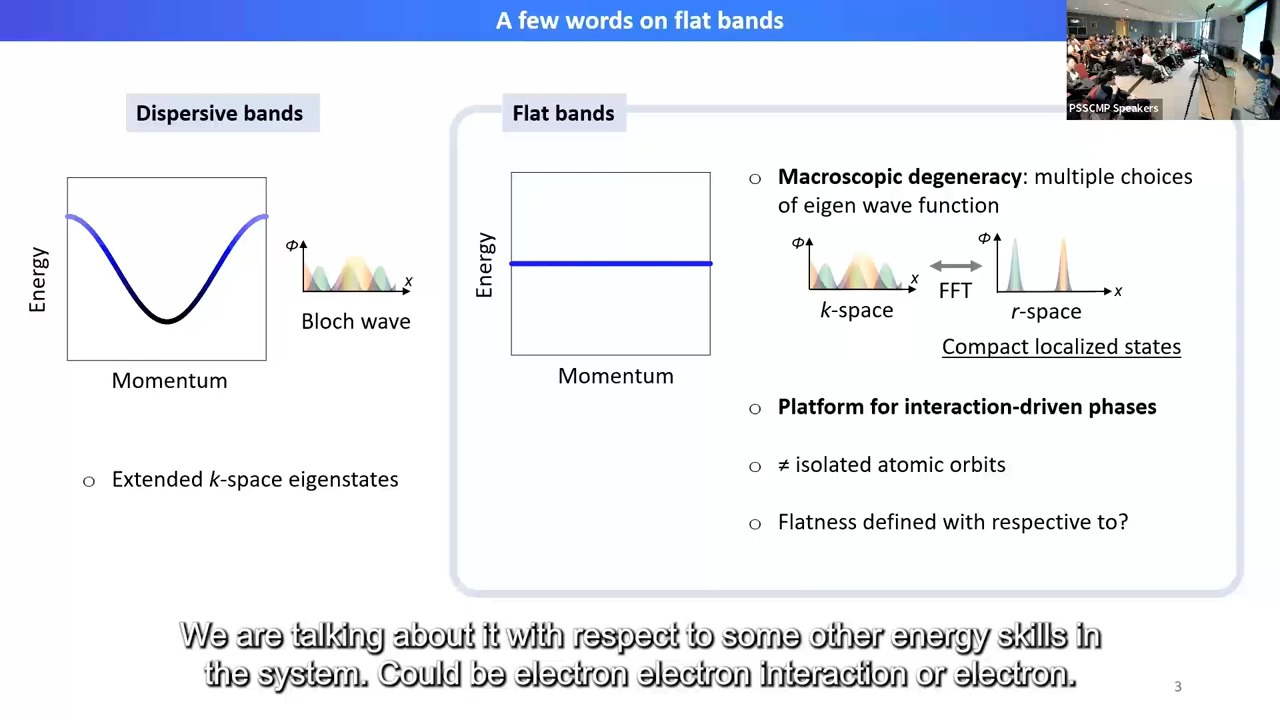 A few words on flat bands
PSSCMP Speakers
Dispersive bands
Energy
Momentum
Φ
x
Bloch wave
○ Extended k-space eigenstates
Flat bands
Energy
Momentum
○ Macroscopic degeneracy: multiple choices
of eigen wave function
Φ
x
k-space
FFT
Φ
x
r-space
Compact localized states
○ Platform for interaction-driven phases
○ ≠ isolated atomic orbits
○ Flatness defined with respective to?
We are talking about it with respect to some other energy skills in
the system. Could be electron electron interaction or electron.
3